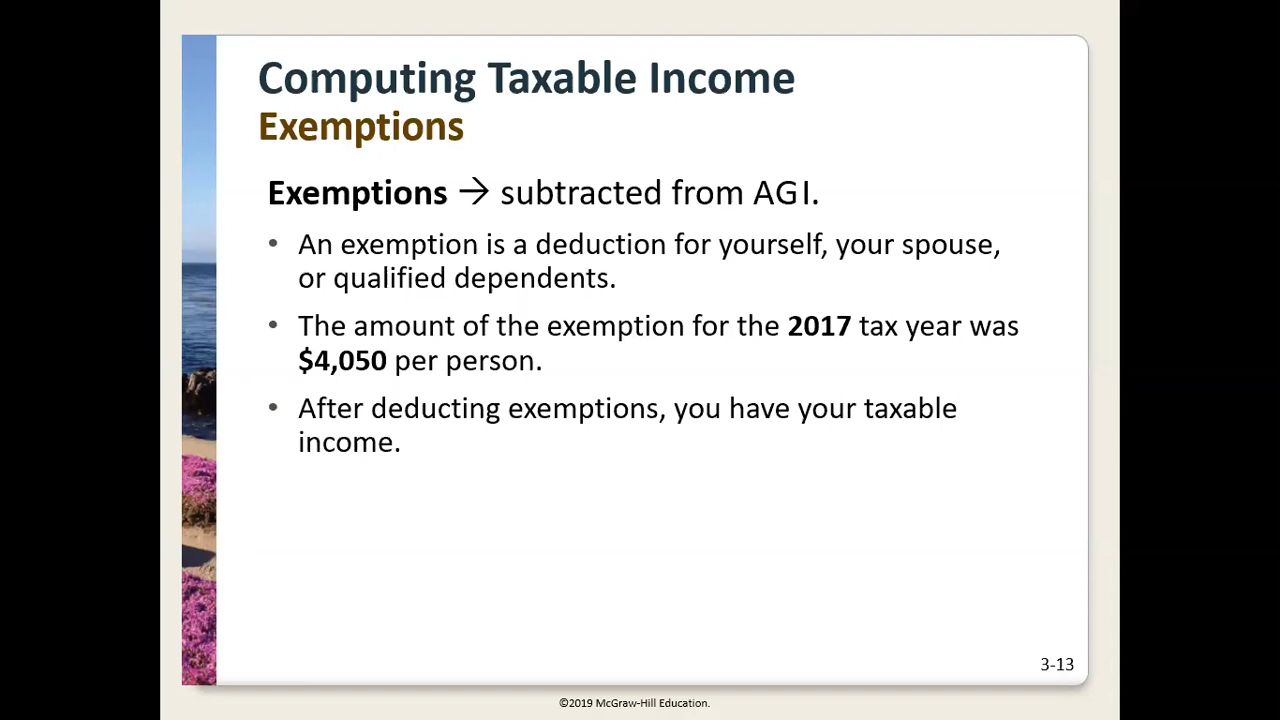 Computing Taxable Income
Exemptions
Exemptions → subtracted from AGI.
• An exemption is a deduction for yourself, your spouse,
or qualified dependents.
• The amount of the exemption for the 2017 tax year was
$4,050 per person.
• After deducting exemptions, you have your taxable
income.
3-13
©2019 McGraw-Hill Education.